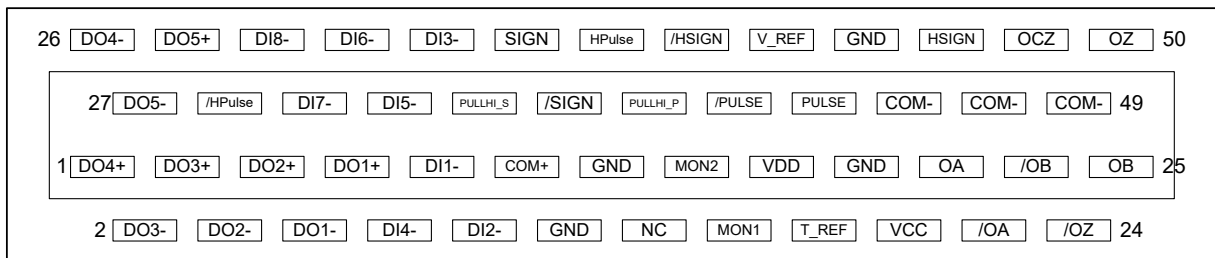 26 DO4- DO5+ DI8- DI6- DI3- SIGN HPulse /HSIGN V_REF GND HSIGN OCZ OZ 50
27 DO5- /HPulse DI7- DI5- PULLHI_S /SIGN PULLHI_P /PULSE PULSE COM- COM- COM- 49
1 DO4+ DO3+ DO2+ DO1+ DI1- COM+ GND MON2 VDD GND OA /OB OB 25
2 DO3- DO2- DO1- DI4- DI2- GND NC MON1 T_REF VCC /OA /OZ 24